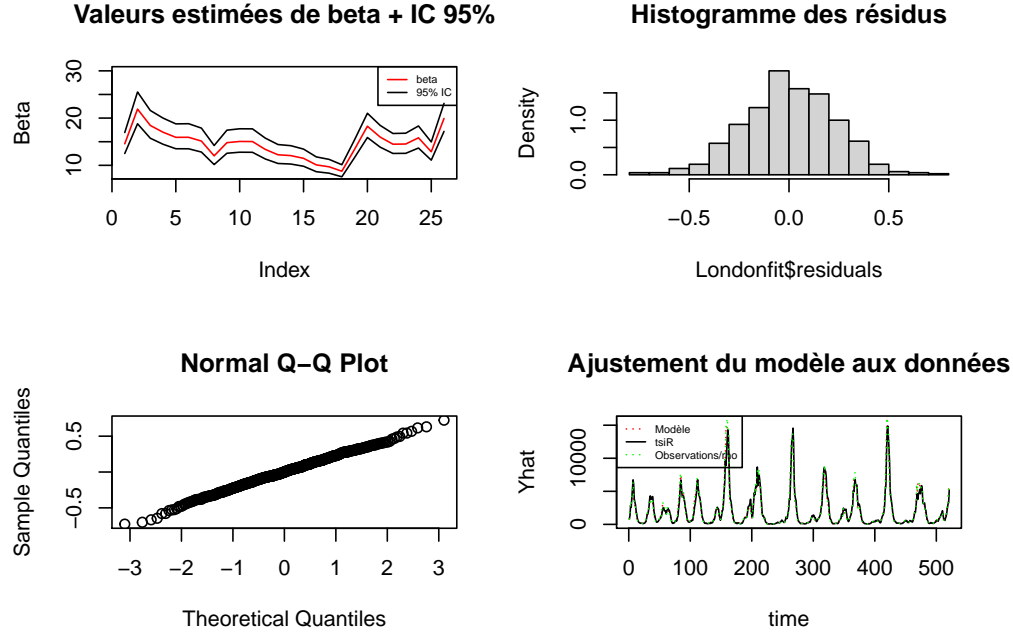 Valeurs estimées de beta + IC 95%
Beta
10 20 30
beta
95% IC
0 5 10 15 20 25
Index
Histogramme des résidus
Density
0.0 1.0
−0.5 0.0 0.5
Londonfit$residuals
Normal Q−Q Plot
Sample Quantiles
−0.5 0.5
−3 −2 −1 0 1 2 3
Theoretical Quantiles
Ajustement du modèle aux données
Yhat
0 10000
Modèle
tsiR
Observations/rho
0 100 200 300 400 500
time